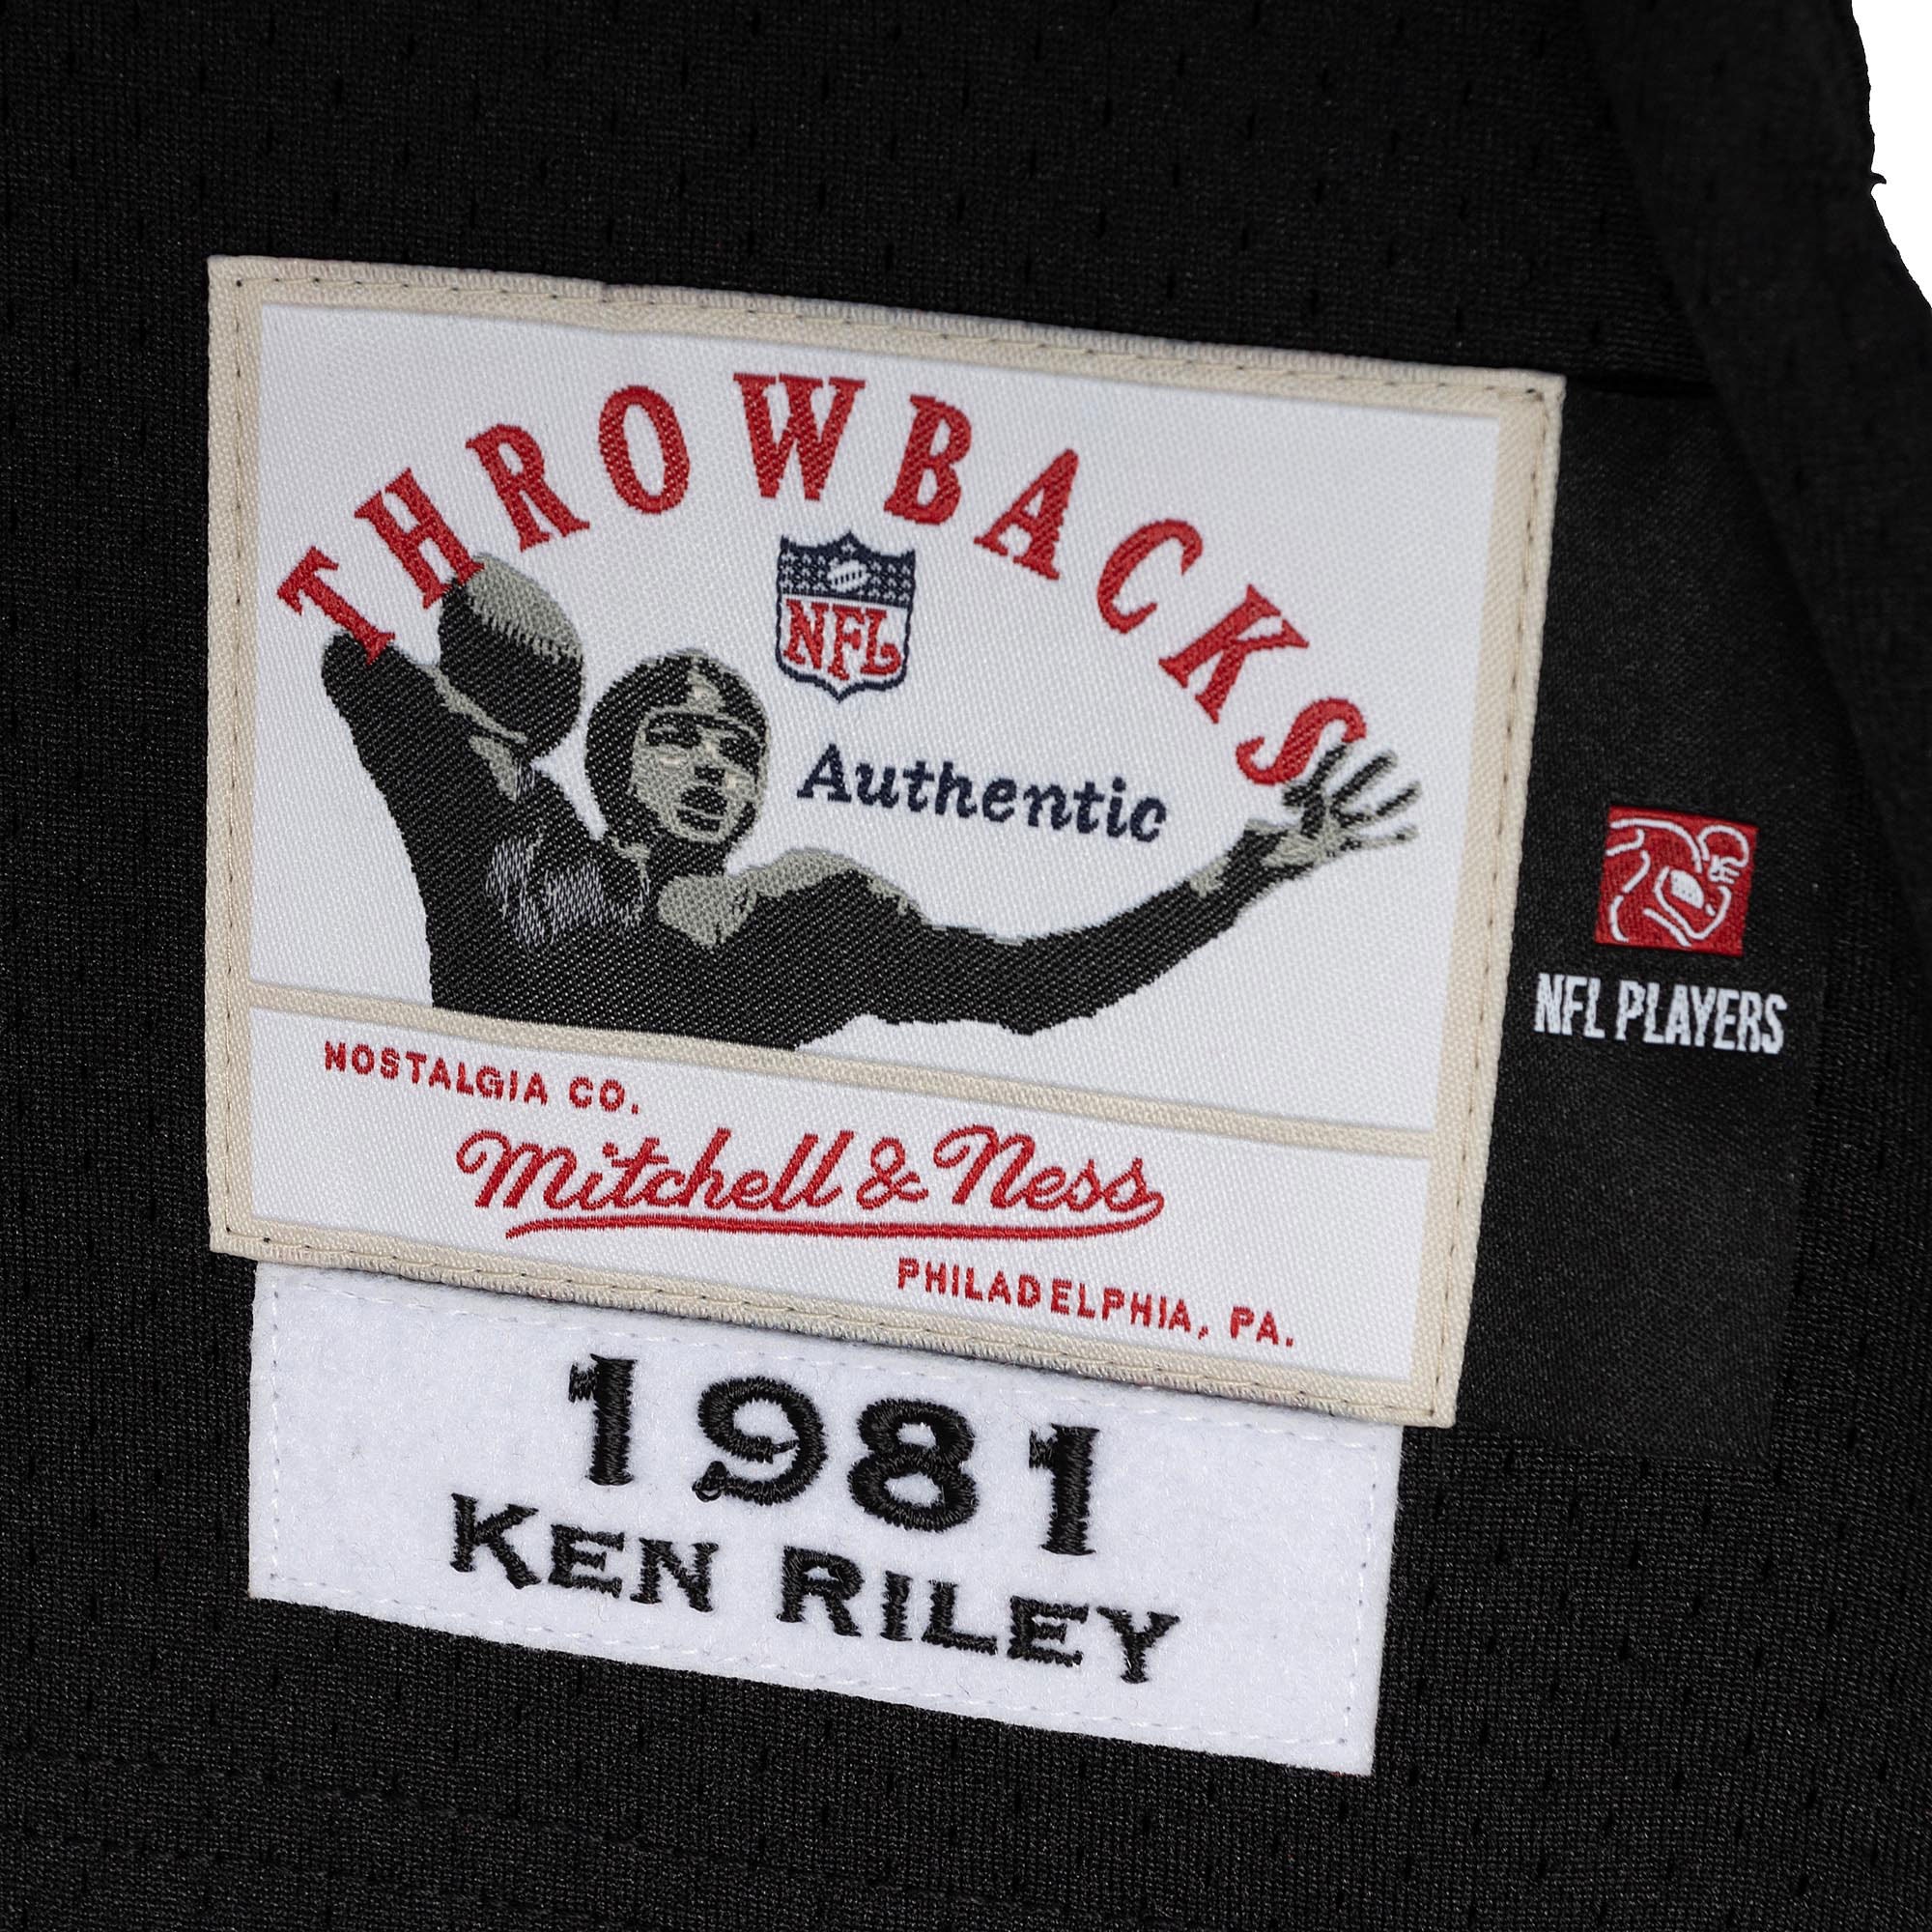 THROWBACKS
NFL
Authentic
NOSTALGIA CO.
Mitchell & Ness
PHILADELPHIA, PA.
1981
KEN RILEY
NFL PLAYERS